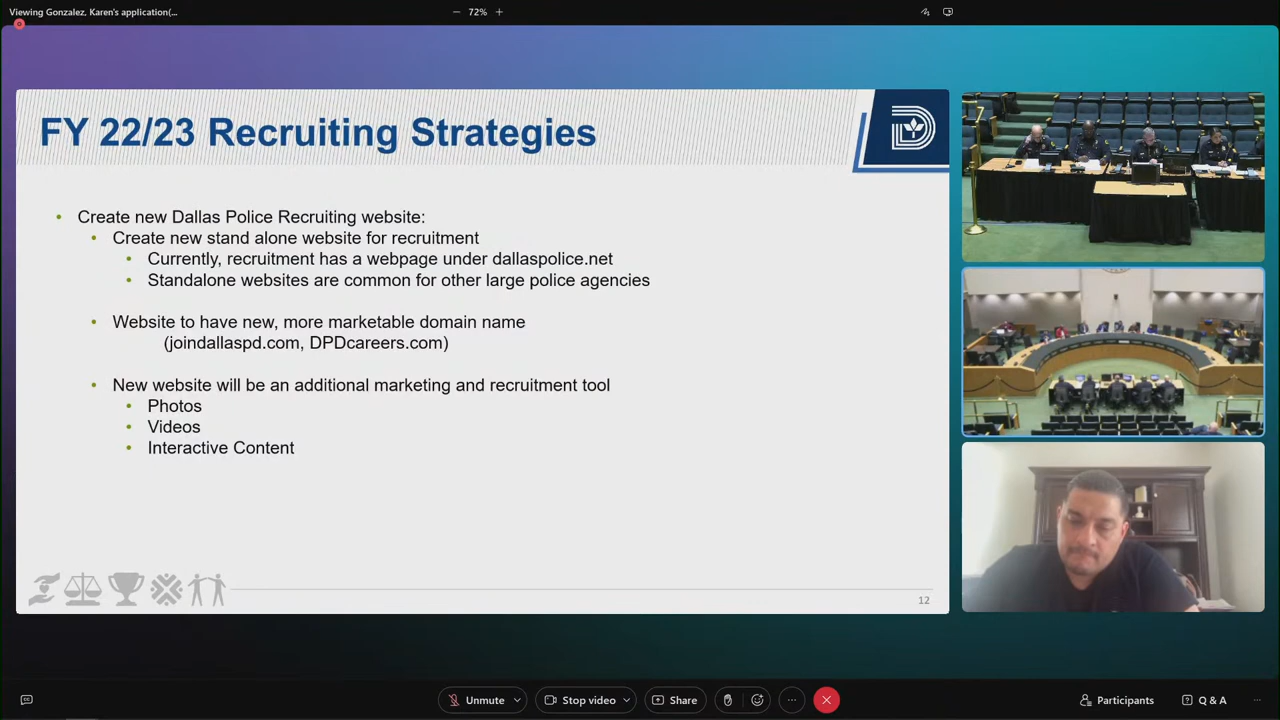 Viewing Gonzalez, Karen's application(...
72%
FY 22/23 Recruiting Strategies
Create new Dallas Police Recruiting website:
Create new stand alone website for recruitment
Currently, recruitment has a webpage under dallaspolice.net
Standalone websites are common for other large police agencies
Website to have new, more marketable domain name
(joindallaspd.com, DPDcareers.com)
New website will be an additional marketing and recruitment tool
Photos
Videos
Interactive Content
12
Unmute
Stop video
Share
Participants
Q & A